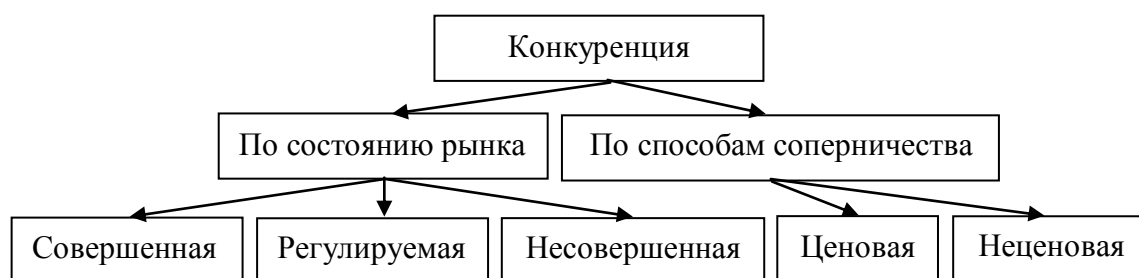 Конкуренция
По состоянию рынка
По способам соперничества
Совершенная
Регулируемая
Несовершенная
Ценовая
Неценовая